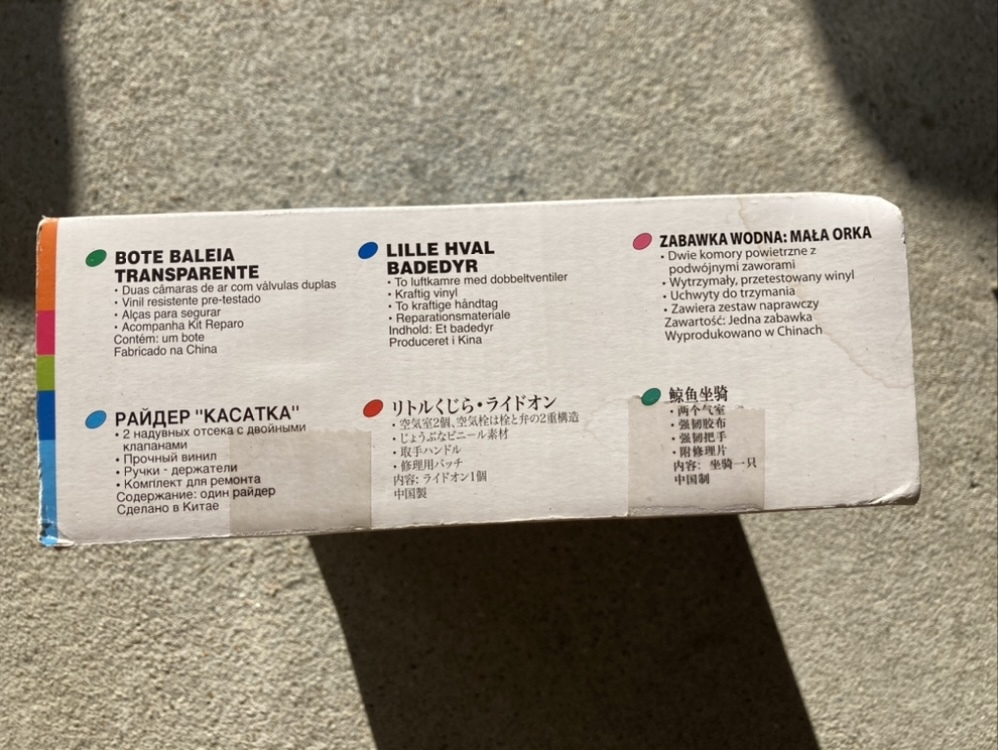 BOTE BALEIA
TRANSPARENTE
· Duas câmaras de ar com válvulas duplas
· Vinil resistente pre-testado
· Alças para segurar
· Acompanha Kit Reparo
Contém: um bote
Fabricado na China
LILLE HVAL
BADEDYR
· To luftkamre med dobbeltventiler
· Kraftig vinyl
· To kraftige håndtag
· Reparationsmateriale
Indhold: Et badedyr
Produceret i Kina
ZABAWKA WODNA: MAŁA ORKA
· Dwie komory powietrzne z
podwójnymi zaworami
· Wytrzymały, przetestowany winyl
· Uchwyty do trzymania
· Zawiera zestaw naprawczy
Zawartość: Jedna zabawka
Wyprodukowano w Chinach
РАЙДЕР "КАСАТКА"
· 2 надувных отсека с двойными
клапанами
· Прочный винил
· Ручки - держатели
· Комплект для ремонта
Содержание: один райдер
Сделано в Китае
リトルくじら・ライドオン
・空気室2個、空気栓は栓と弁の2重構造
・じょうぶなビニール素材
・取手ハンドル
・修理用パッチ
内容: ライドオン1個
中国製
鲸鱼坐骑
· 两个气室
· 强韧胶布
· 强韧把手
· 附修理片
内容: 坐骑一只
中国制